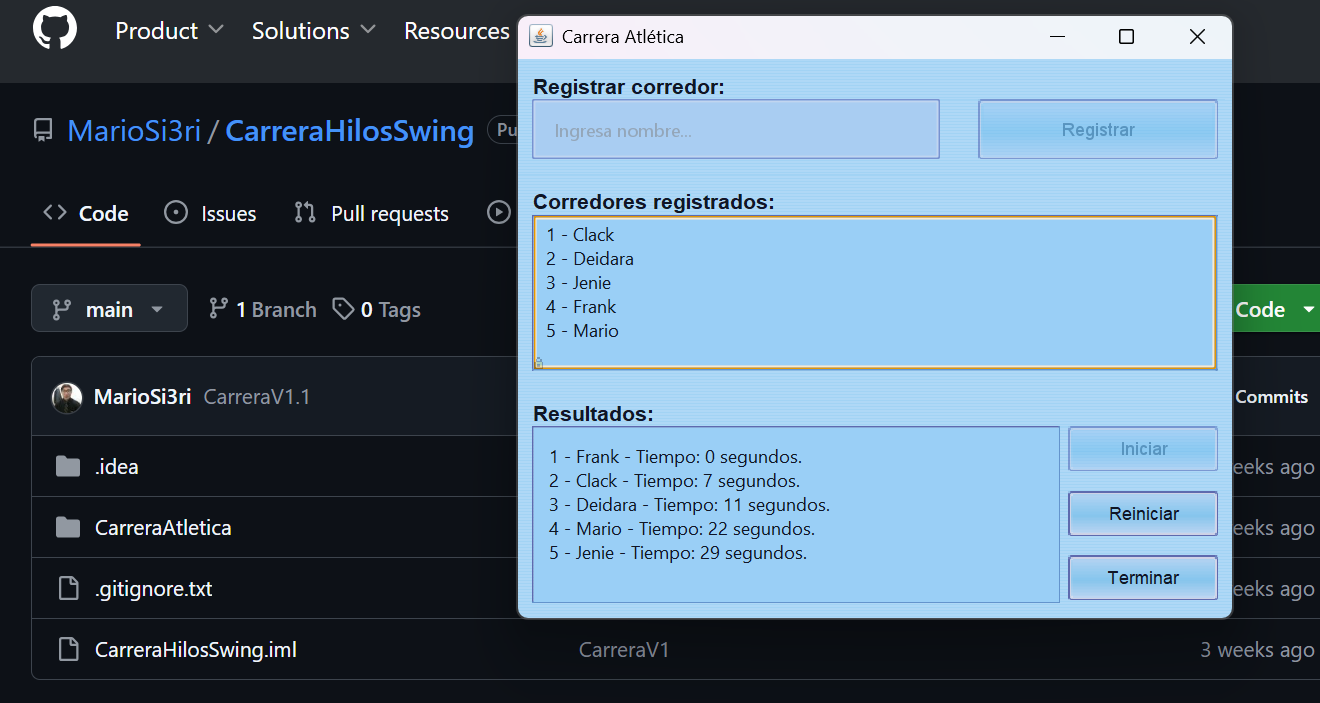 Product Solutions Resources
MarioSi3ri / CarreraHilosSwing Pu
Code Issues Pull requests
main 1 Branch 0 Tags
Code
MarioSi3ri CarreraV1.1
Commits
.idea
eeks ago
CarreraAtletica
eeks ago
.gitignore.txt
eeks ago
CarreraHilosSwing.iml CarreraV1 3 weeks ago
Carrera Atlética
Registrar corredor:
Ingresa nombre... Registrar
Corredores registrados:
1 - Clack
2 - Deidara
3 - Jenie
4 - Frank
5 - Mario
Resultados:
1 - Frank - Tiempo: 0 segundos.
2 - Clack - Tiempo: 7 segundos.
3 - Deidara - Tiempo: 11 segundos.
4 - Mario - Tiempo: 22 segundos.
5 - Jenie - Tiempo: 29 segundos.
Iniciar
Reiniciar
Terminar